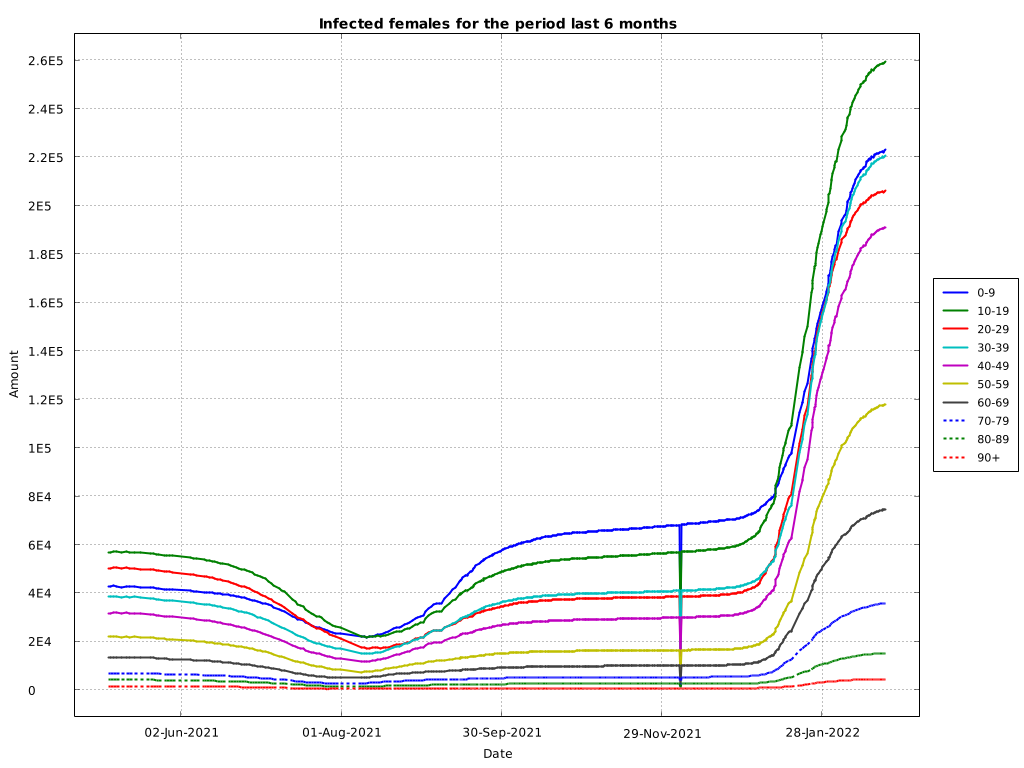 Infected females for the period last 6 months
2.6E5
2.4E5
2.2E5
2E5
1.8E5
1.6E5
1.4E5
1.2E5
1E5
8E4
6E4
4E4
2E4
0
Amount
02-Jun-2021
01-Aug-2021
30-Sep-2021
29-Nov-2021
28-Jan-2022
Date
0-9
10-19
20-29
30-39
40-49
50-59
60-69
70-79
80-89
90+